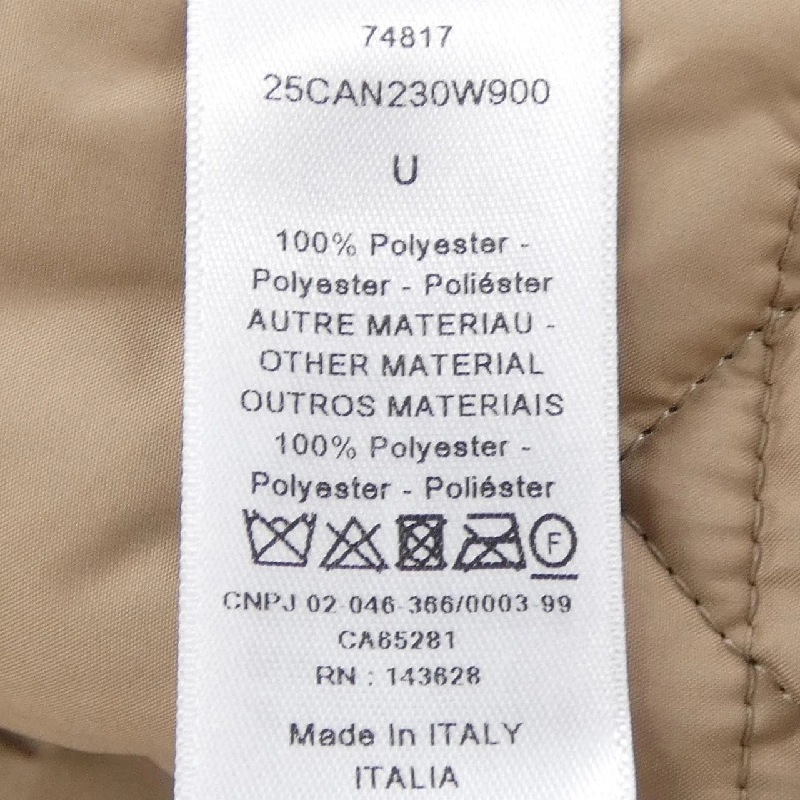 74817
25CAN230W900
U
100% Polyester -
Polyester - Poliéster
AUTRE MATERIAU -
OTHER MATERIAL
OUTROS MATERIAIS
100% Polyester -
Polyester - Poliéster
F
CNPJ 02-046-366/0003-99
CA65281
RN : 143628
Made In ITALY
ITALIA